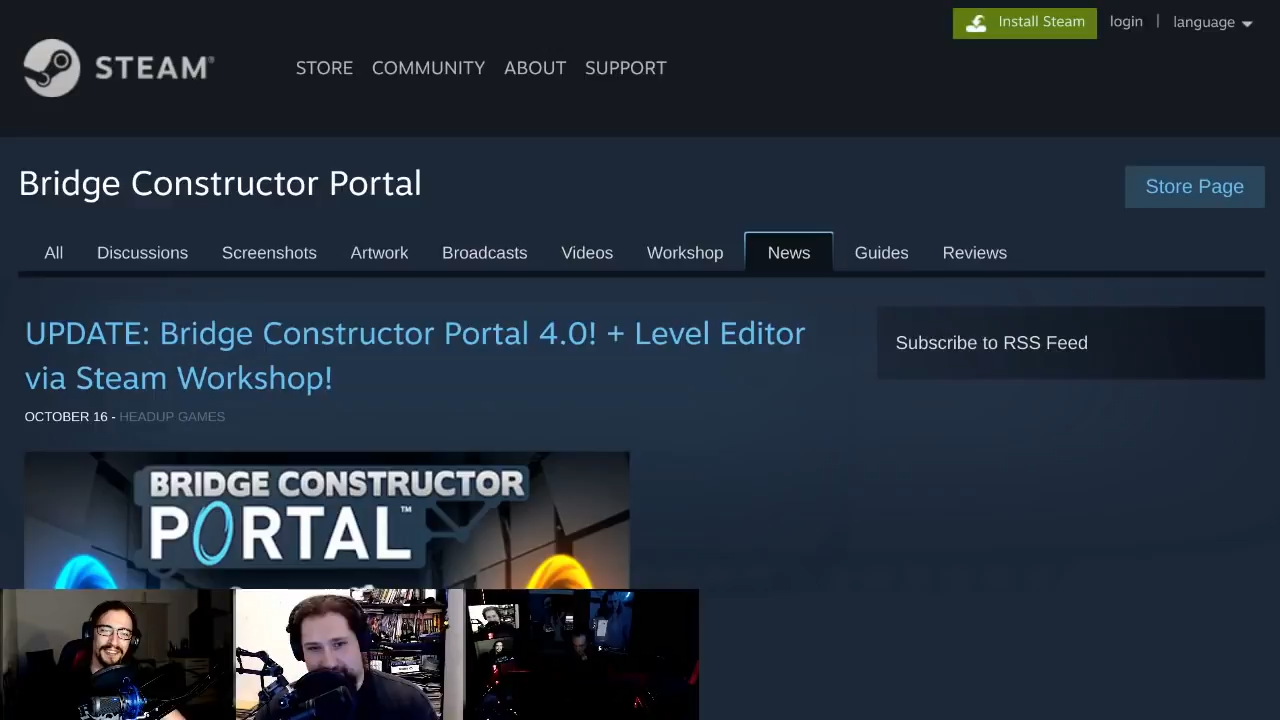 Install Steam login | language
STEAM®
STORE COMMUNITY ABOUT SUPPORT
Bridge Constructor Portal
Store Page
All Discussions Screenshots Artwork Broadcasts Videos Workshop News Guides Reviews
UPDATE: Bridge Constructor Portal 4.0! + Level Editor
via Steam Workshop!
Subscribe to RSS Feed
OCTOBER 16 - HEADUP GAMES
BRIDGE CONSTRUCTOR
PORTAL™